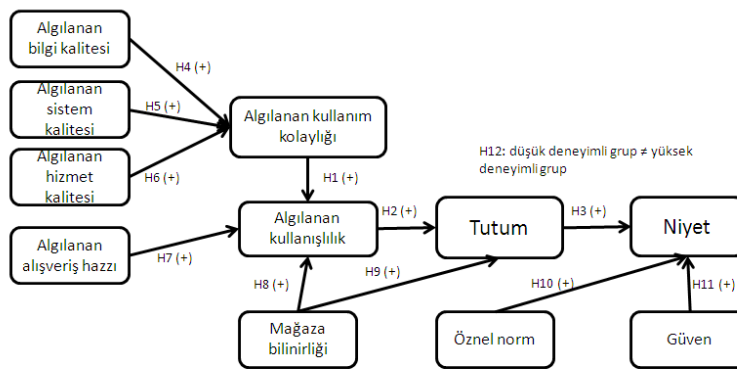 Algılanan
bilgi kalitesi
H4 (+)
Algılanan
sistem
kalitesi
H5 (+)
Algılanan kullanım
kolaylığı
Algılanan
hizmet
kalitesi
H6 (+)
H1 (+)
H12: düşük deneyimli grup ≠ yüksek
deneyimli grup
Algılanan
alışveriş hazzı
H7 (+)
Algılanan
kullanışlılık
H2 (+)
Tutum
H3 (+)
Niyet
H8 (+)
H9 (+)
H10 (+)
H11 (+)
Mağaza
bilinirliği
Öznel norm
Güven